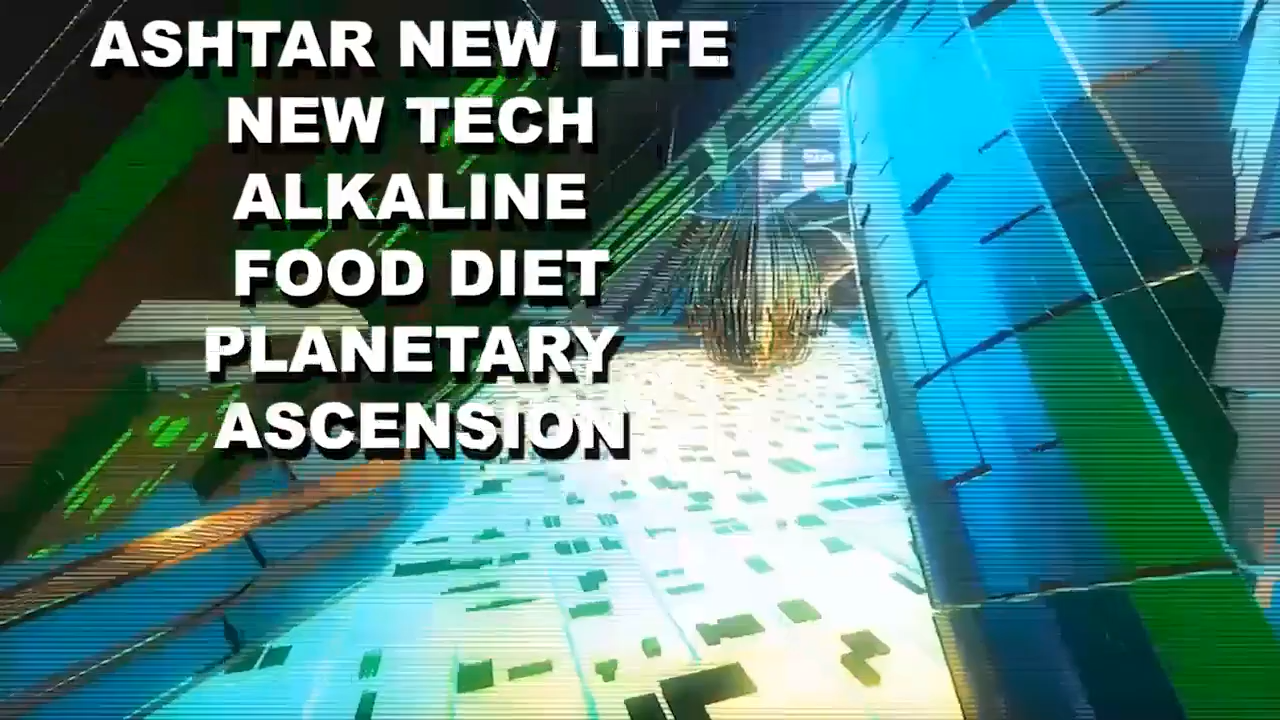 ASHTAR NEW LIFE
NEW TECH
ALKALINE
FOOD DIET
PLANETARY
ASCENSION